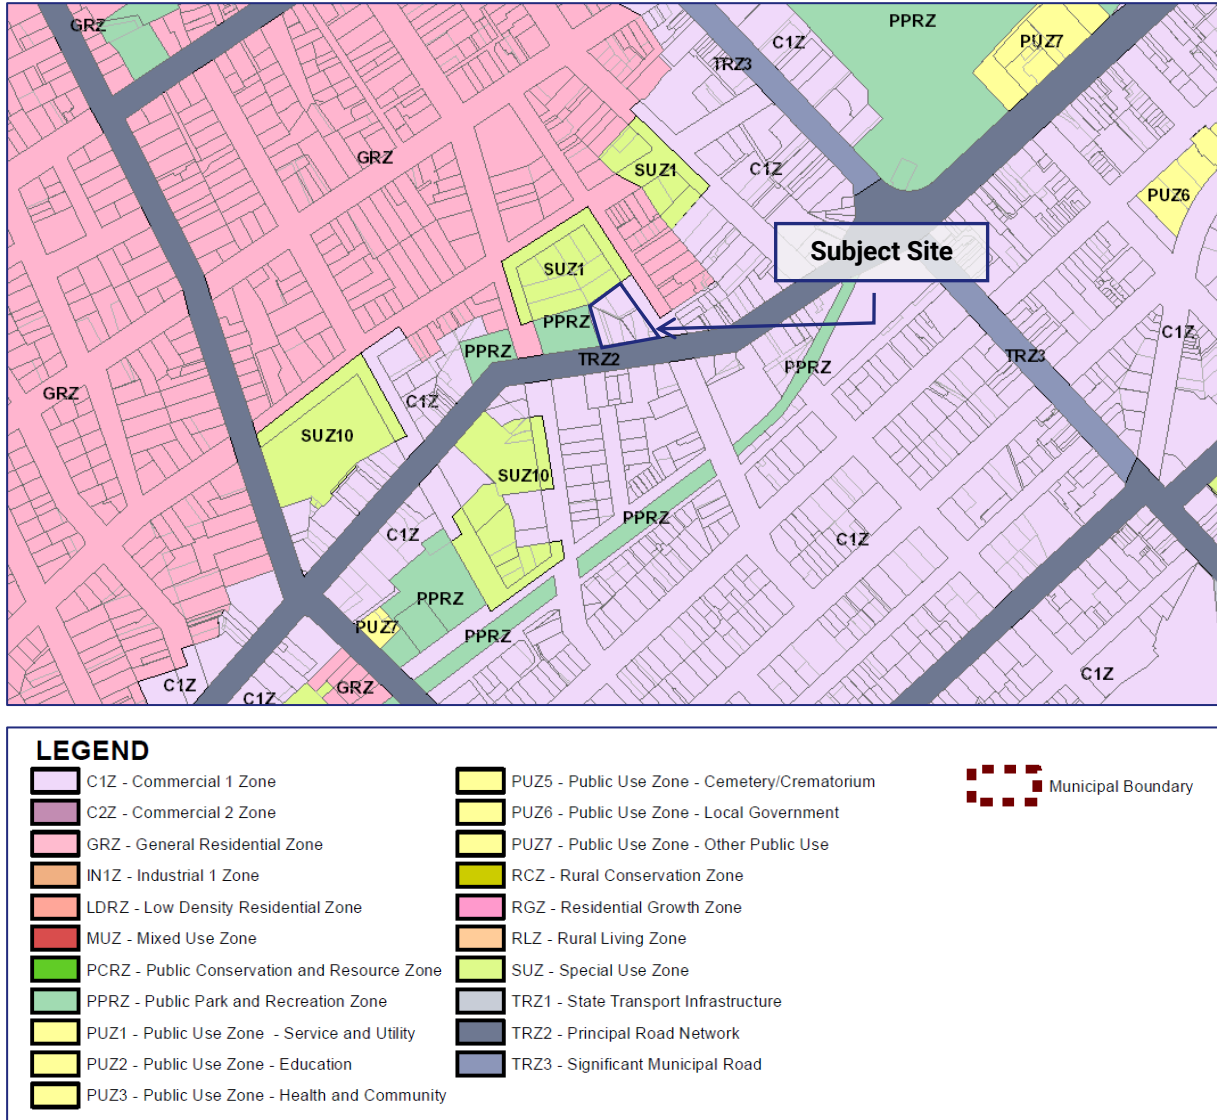 GRZ
PPRZ
C1Z
PUZ7
TRZ3
GRZ
C1Z
SUZ1
PUZ6
Subject Site
SUZ1
PPRZ
PPRZ
TRZ2
C1Z
TRZ3
PPRZ
GRZ
C1Z
SUZ10
SUZ10
PPRZ
C1Z
C1Z
PPRZ
PUZ7
PPRZ
C1Z
C1Z
GRZ
C1Z
LEGEND
C1Z - Commercial 1 Zone
C2Z - Commercial 2 Zone
GRZ - General Residential Zone
IN1Z - Industrial 1 Zone
LDRZ - Low Density Residential Zone
MUZ - Mixed Use Zone
PCRZ - Public Conservation and Resource Zone
PPRZ - Public Park and Recreation Zone
PUZ1 - Public Use Zone - Service and Utility
PUZ2 - Public Use Zone - Education
PUZ3 - Public Use Zone - Health and Community
PUZ5 - Public Use Zone - Cemetery/Crematorium
PUZ6 - Public Use Zone - Local Government
PUZ7 - Public Use Zone - Other Public Use
RCZ - Rural Conservation Zone
RGZ - Residential Growth Zone
RLZ - Rural Living Zone
SUZ - Special Use Zone
TRZ1 - State Transport Infrastructure
TRZ2 - Principal Road Network
TRZ3 - Significant Municipal Road
Municipal Boundary